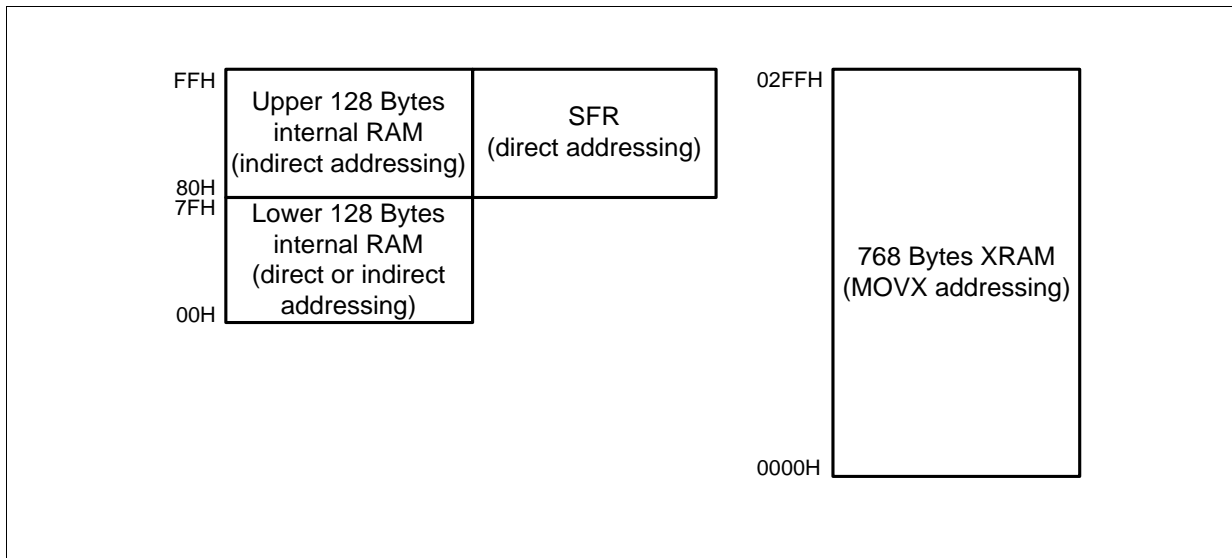 FFH
Upper 128 Bytes
internal RAM
(indirect addressing)
80H
SFR
(direct addressing)
7FH
Lower 128 Bytes
internal RAM
(direct or indirect
addressing)
00H
02FFH
768 Bytes XRAM
(MOVX addressing)
0000H